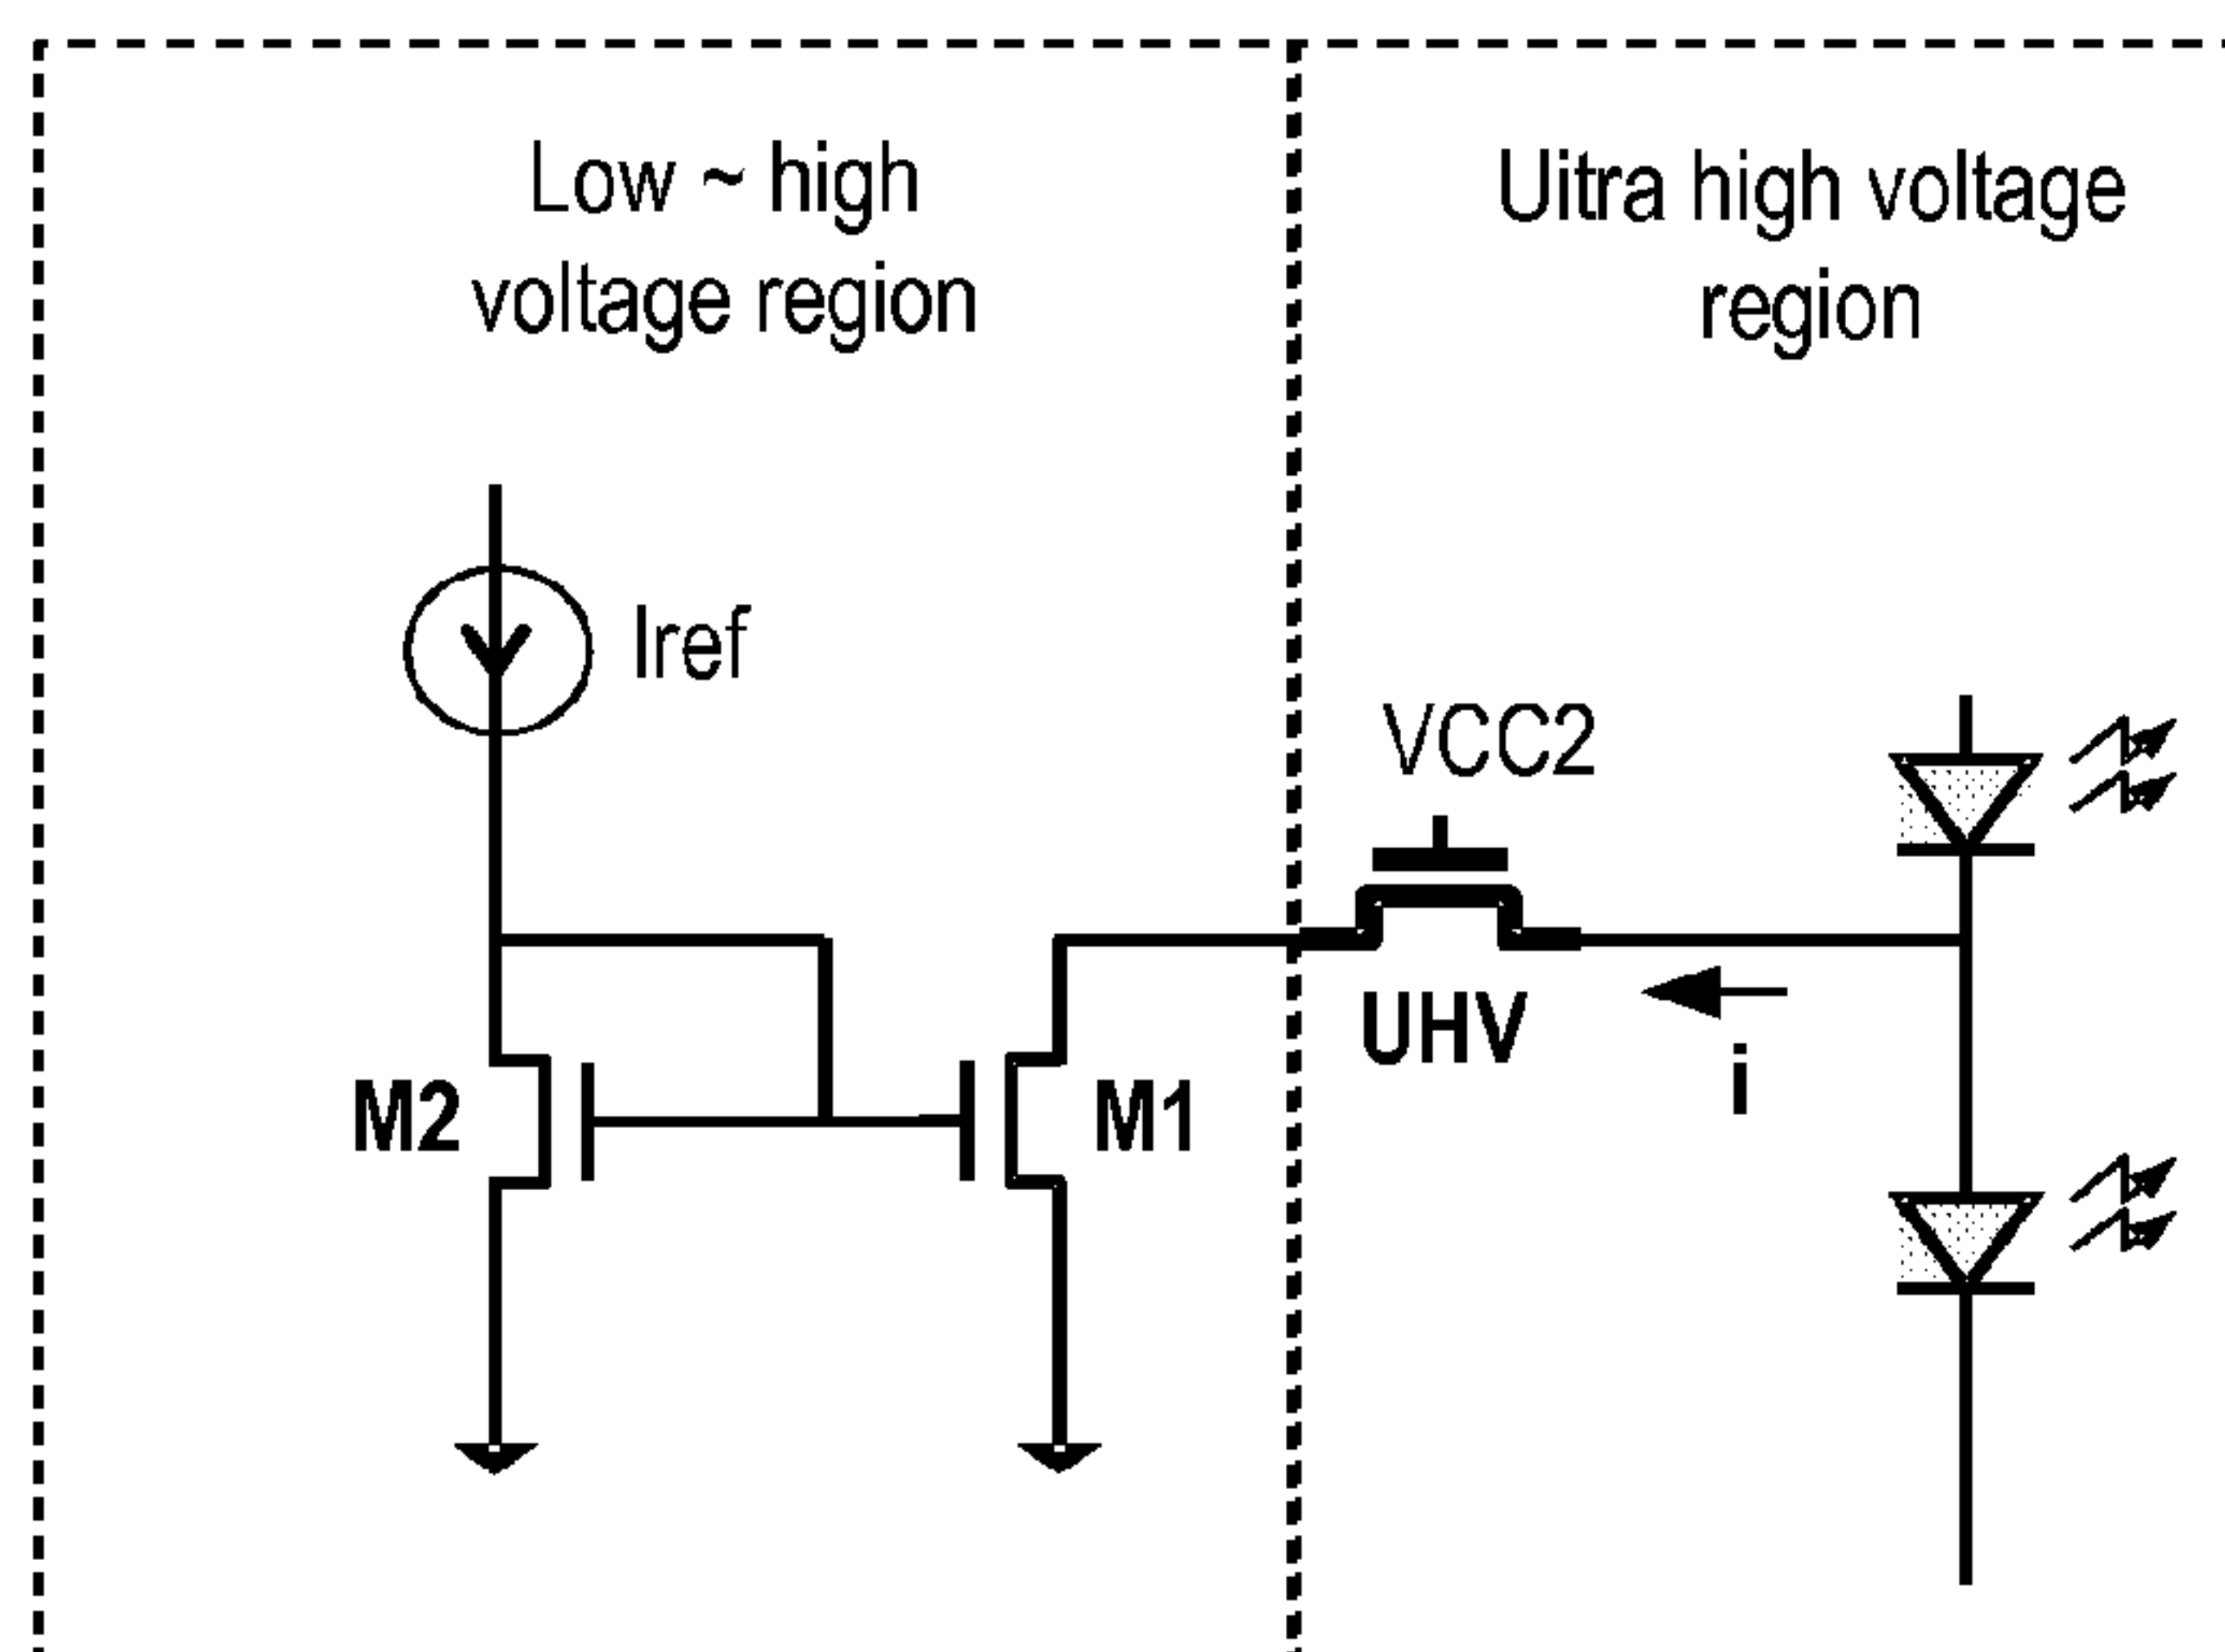 Low ~ high
voltage region
Uitra high voltage
region
Iref
VCC2
UHV
i
M2
M1